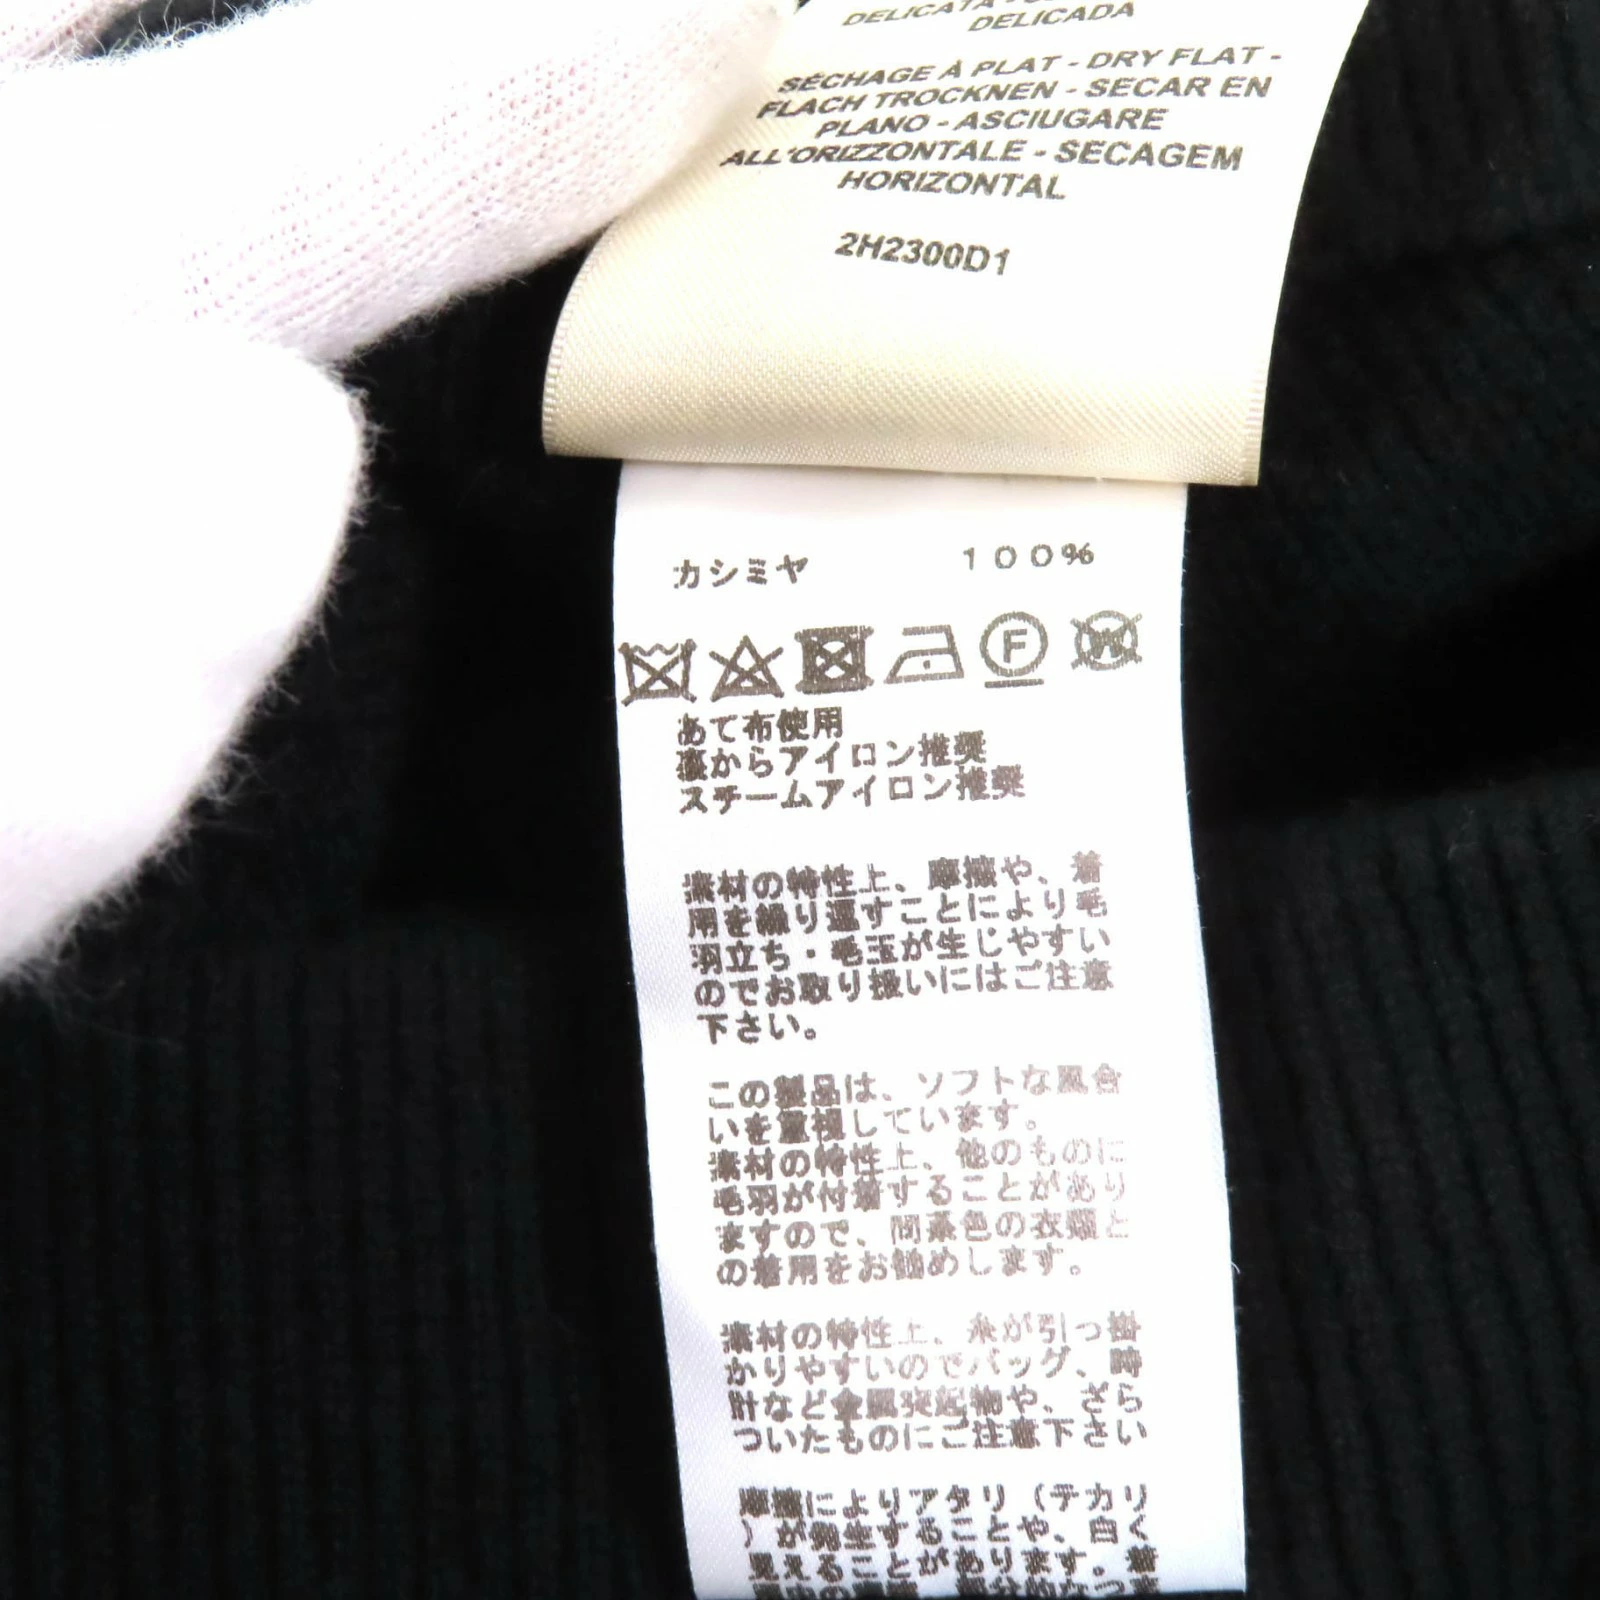 DELICATA
DELICADA
SÉCHAGE À PLAT - DRY FLAT -
FLACH TROCKNEN - SECAR EN
PLANO - ASCIUGARE
ALL'ORIZZONTALE - SECAGEM
HORIZONTAL
2H2300D1
カシミヤ 100%
F W
あて布使用
裏からアイロン推奨
スチームアイロン推奨
素材の特性上、摩擦や、着
用を繰り返すことにより毛
羽立ち・毛玉が生じやすい
のでお取り扱いにはご注意
下さい。
この製品は、ソフトな風合
いを重視しています。
素材の特性上、他のものに
毛羽が付着することがあり
ますので、同系色の衣類と
の着用をお勧めします。
素材の特性上、糸が引っ掛
かりやすいのでバッグ、時
計など金属突起物や、ざら
ついたものにご注意下さい
摩擦によりアタリ（テカリ
）が発生することや、白く
見えることがあります。着